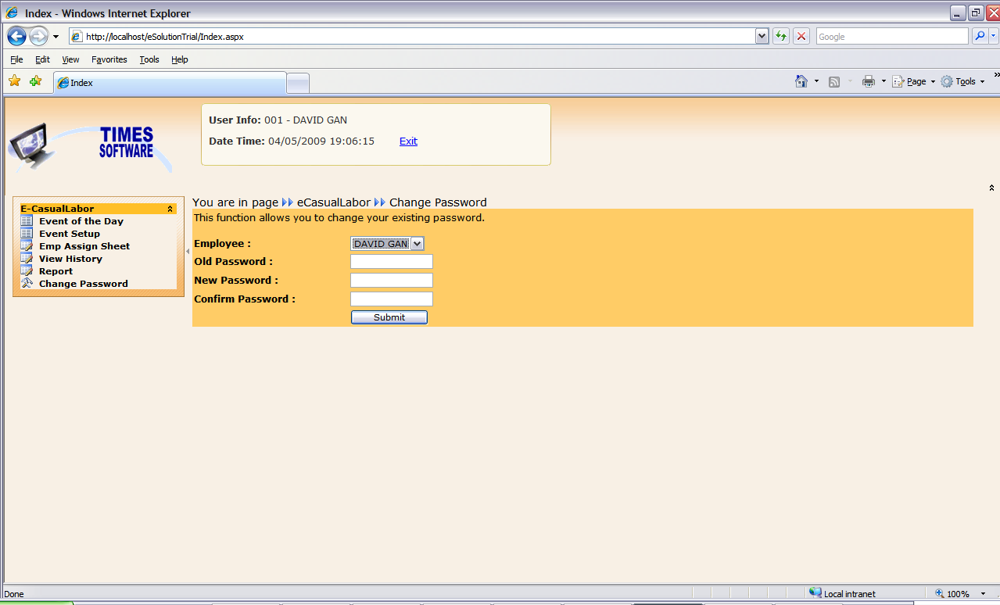 Index - Windows Internet Explorer
http://localhost/eSolutionTrial/Index.aspx
Google
File Edit View Favorites Tools Help
Index
Page Tools
TIMES
SOFTWARE
User Info: 001 - DAVID GAN
Date Time: 04/05/2009 19:06:15 Exit
E-CasualLabor
Event of the Day
Event Setup
Emp Assign Sheet
View History
Report
Change Password
You are in page eCasualLabor Change Password
This function allows you to change your existing password.
Employee : DAVID GAN
Old Password :
New Password :
Confirm Password :
Submit
Done Local intranet 100%